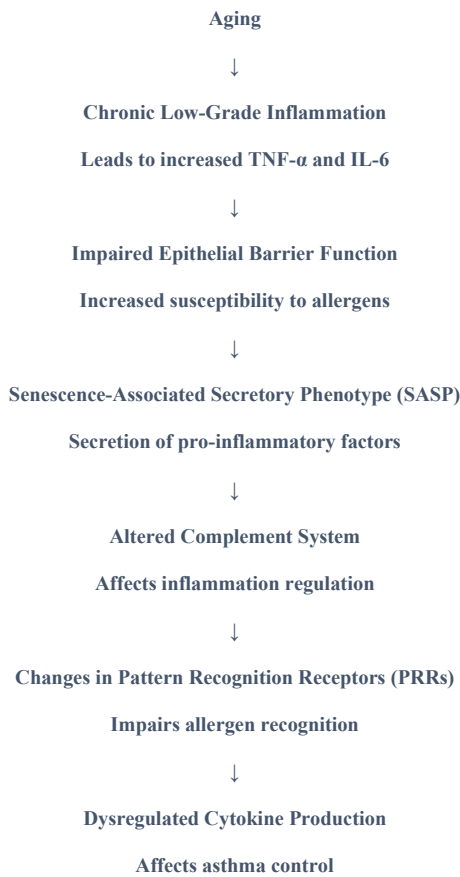 Aging
↓
Chronic Low-Grade Inflammation
Leads to increased TNF-α and IL-6
↓
Impaired Epithelial Barrier Function
Increased susceptibility to allergens
↓
Senescence-Associated Secretory Phenotype (SASP)
Secretion of pro-inflammatory factors
↓
Altered Complement System
Affects inflammation regulation
↓
Changes in Pattern Recognition Receptors (PRRs)
Impairs allergen recognition
↓
Dysregulated Cytokine Production
Affects asthma control